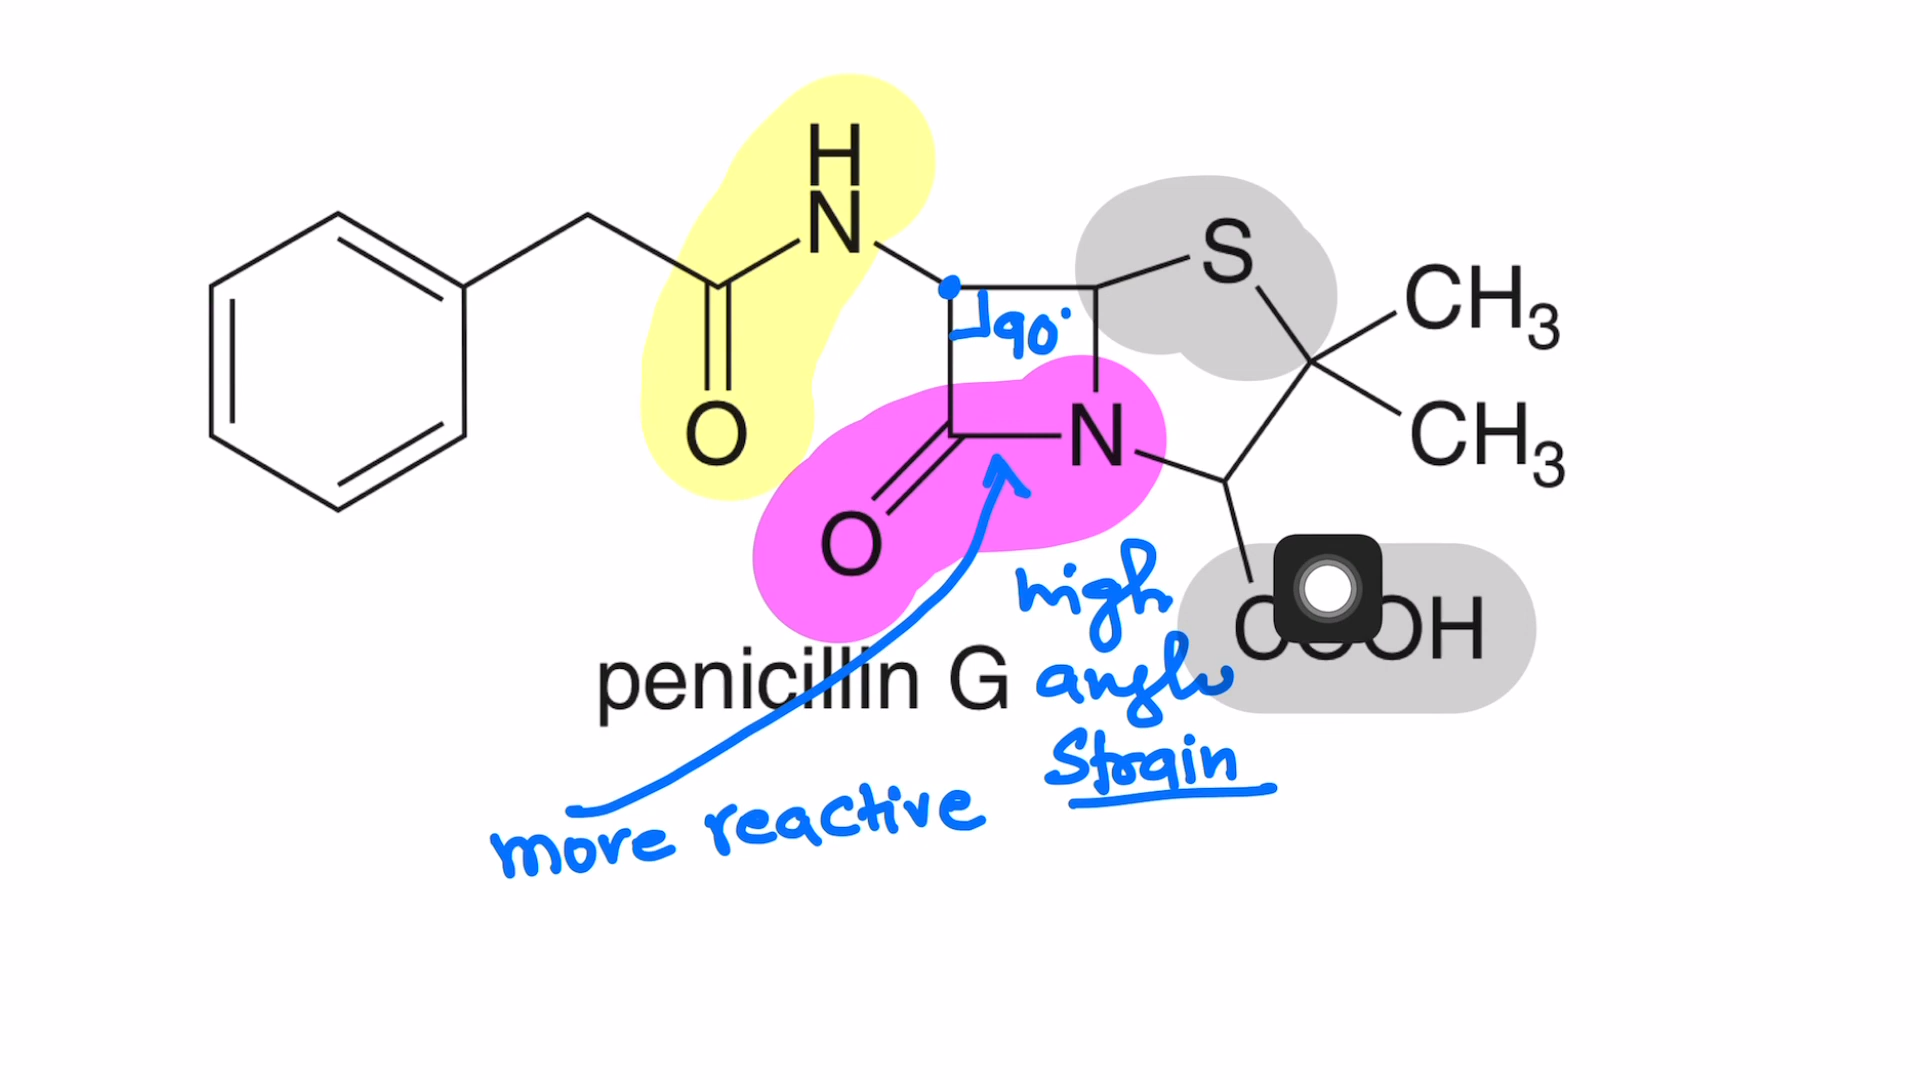 H
N
S
90°
CH3
O
N
CH3
O
high
COOH
penicillin G
angle
strain
more reactive